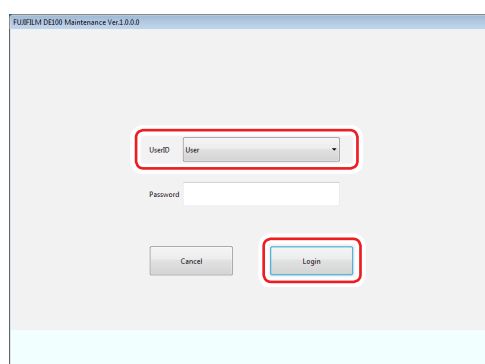 FUJIFILM DE100 Maintenance Ver.1.0.0.0
UserID User
Password
Cancel Login